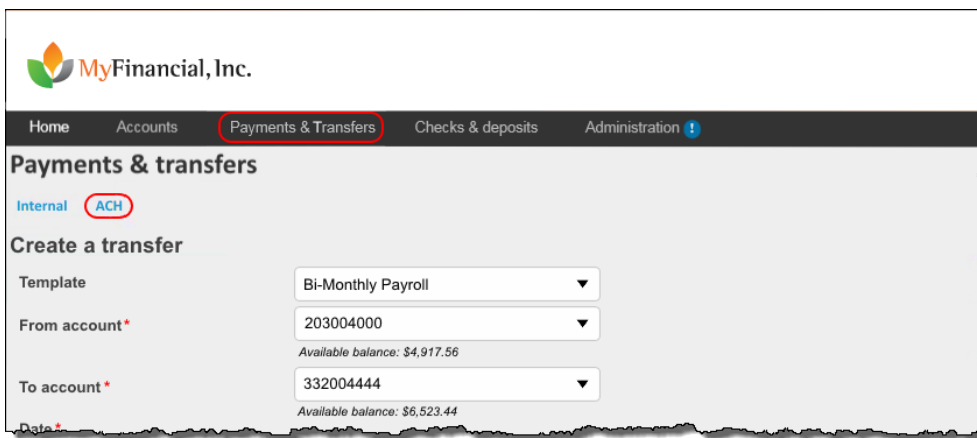 MyFinancial, Inc.
Home Accounts Payments & Transfers Checks & deposits Administration !
Payments & transfers
Internal ACH
Create a transfer
Template Bi-Monthly Payroll
From account* 203004000
Available balance: $4,917.56
To account* 332004444
Available balance: $6,523.44
Date*